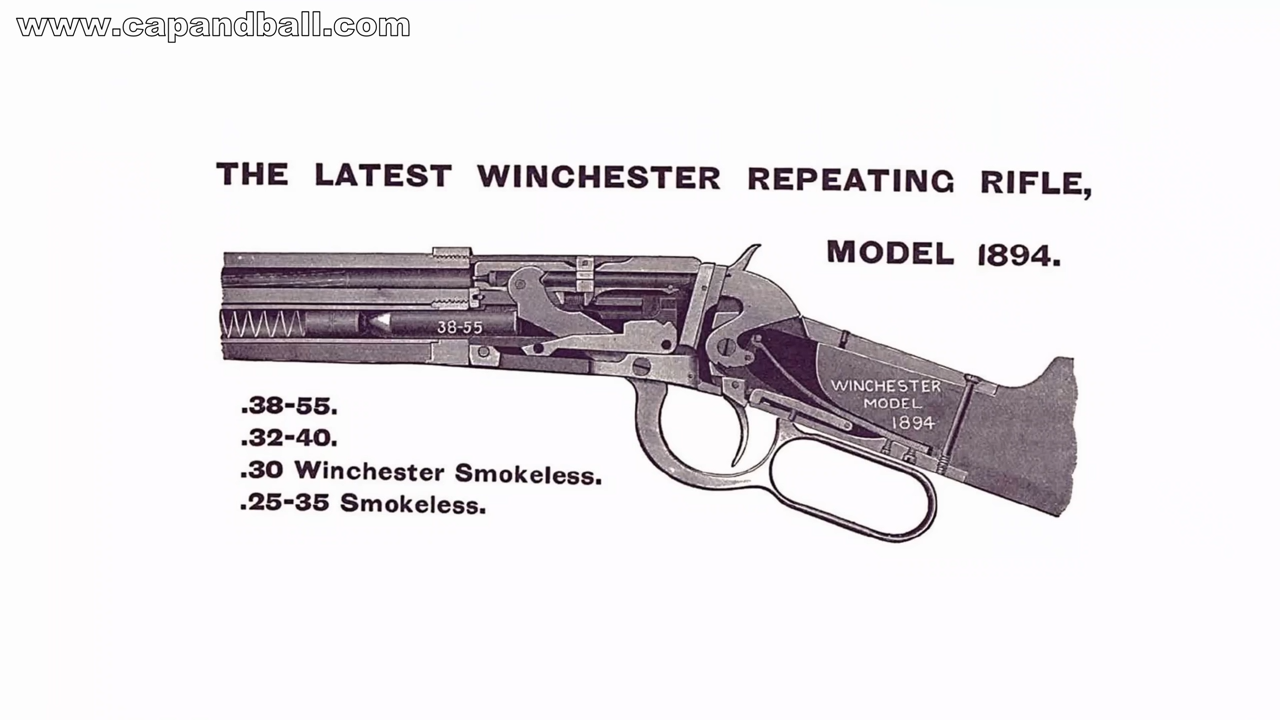 www.capandball.com
THE LATEST WINCHESTER REPEATING RIFLE,
MODEL 1894.
38-55
WINCHESTER
MODEL
1894
.38-55.
.32-40.
.30 Winchester Smokeless.
.25-35 Smokeless.